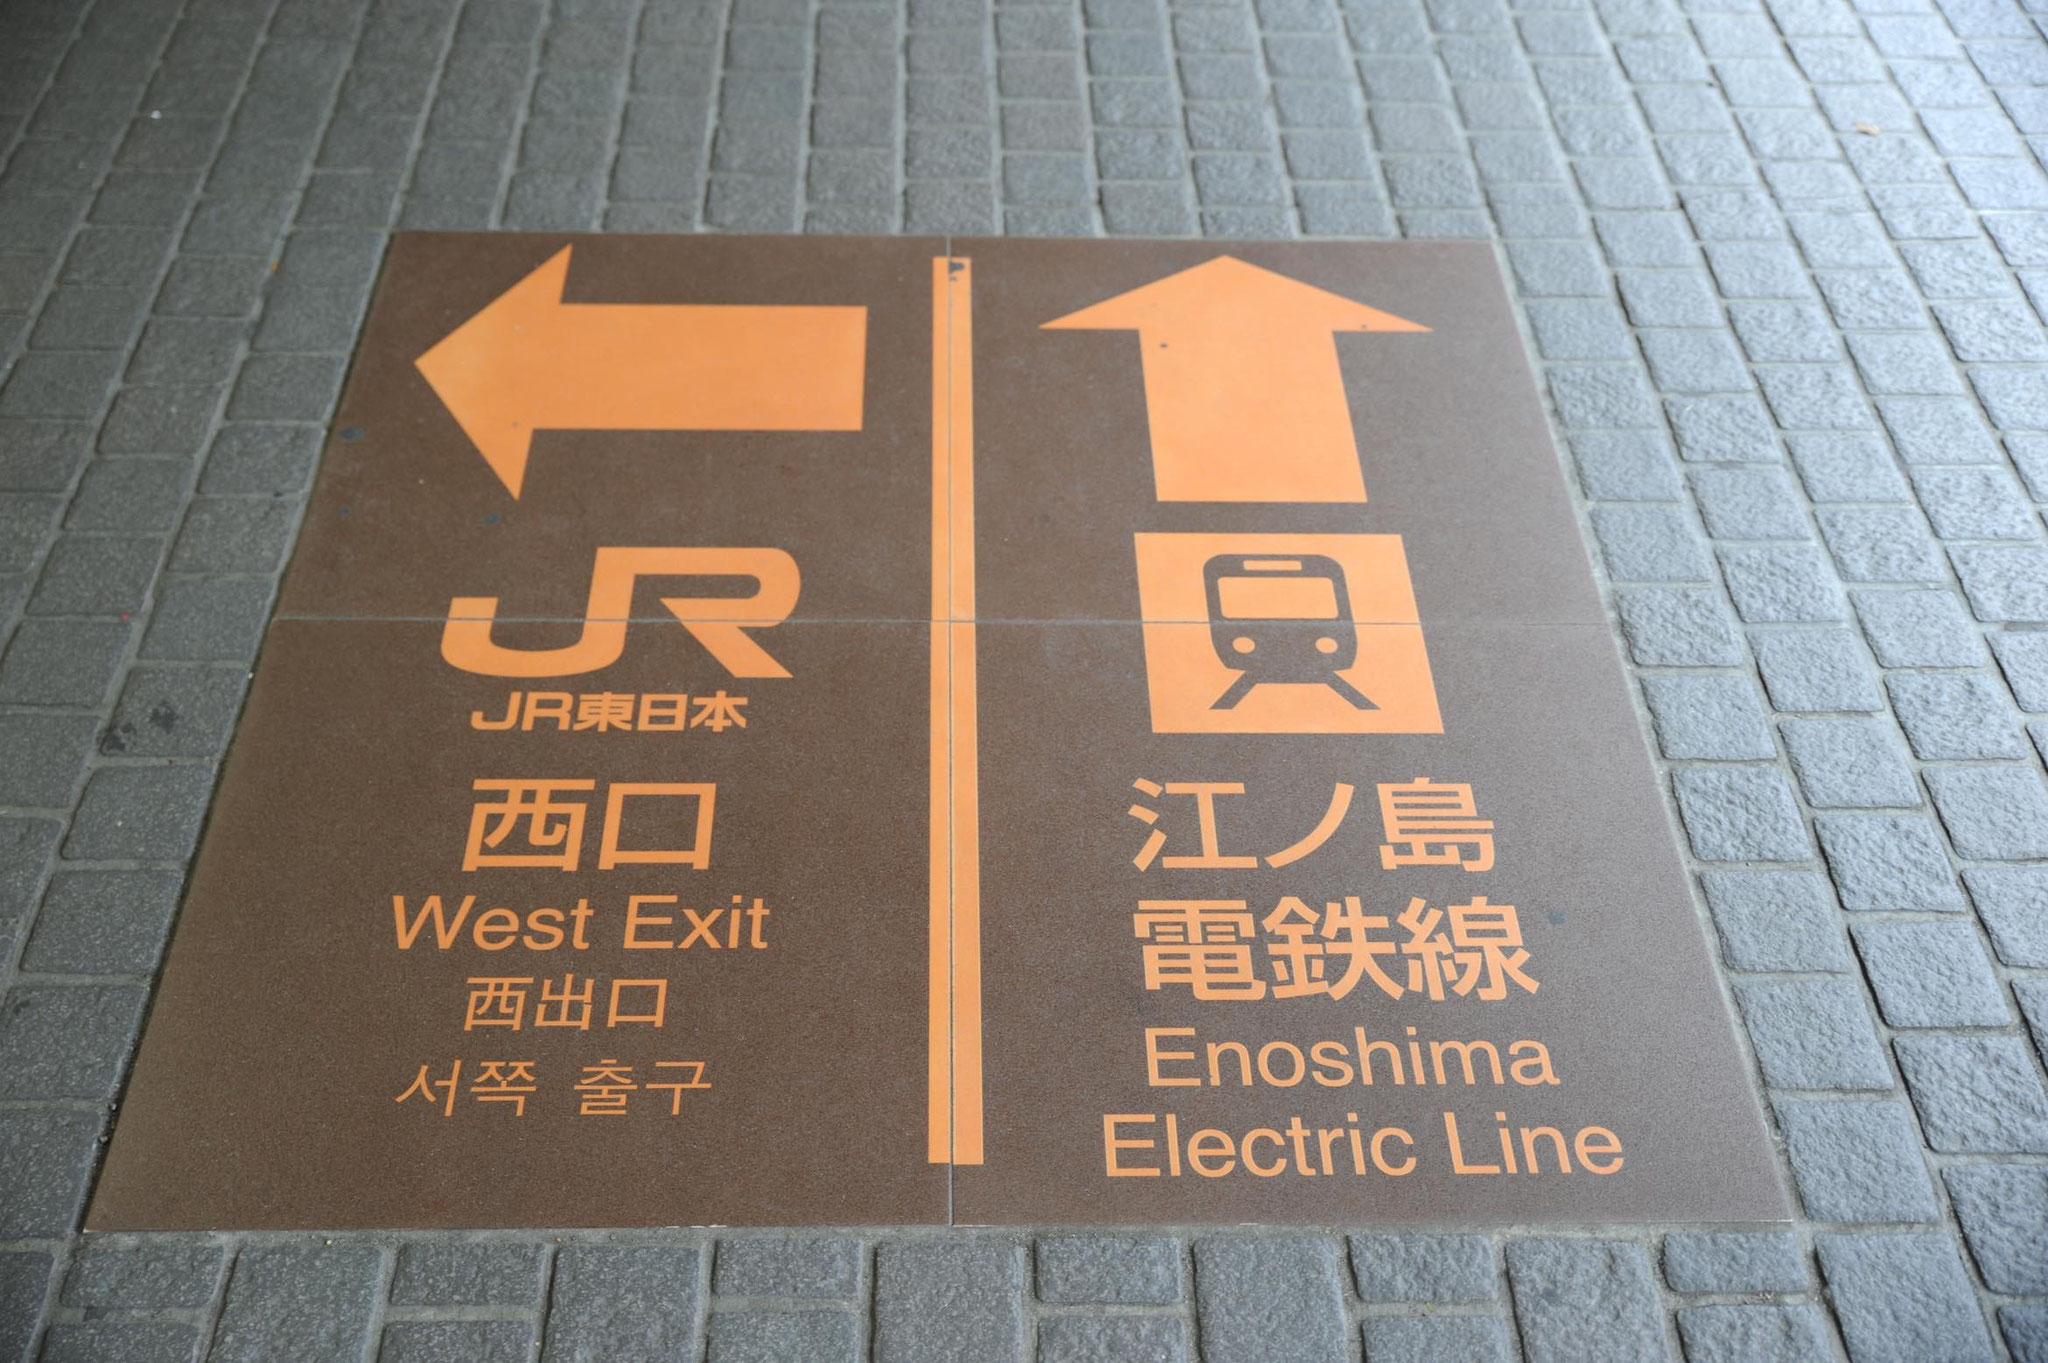 JR
JR東日本
西口
West Exit
西出口
서쪽 출구
江ノ島
電鉄線
Enoshima
Electric Line